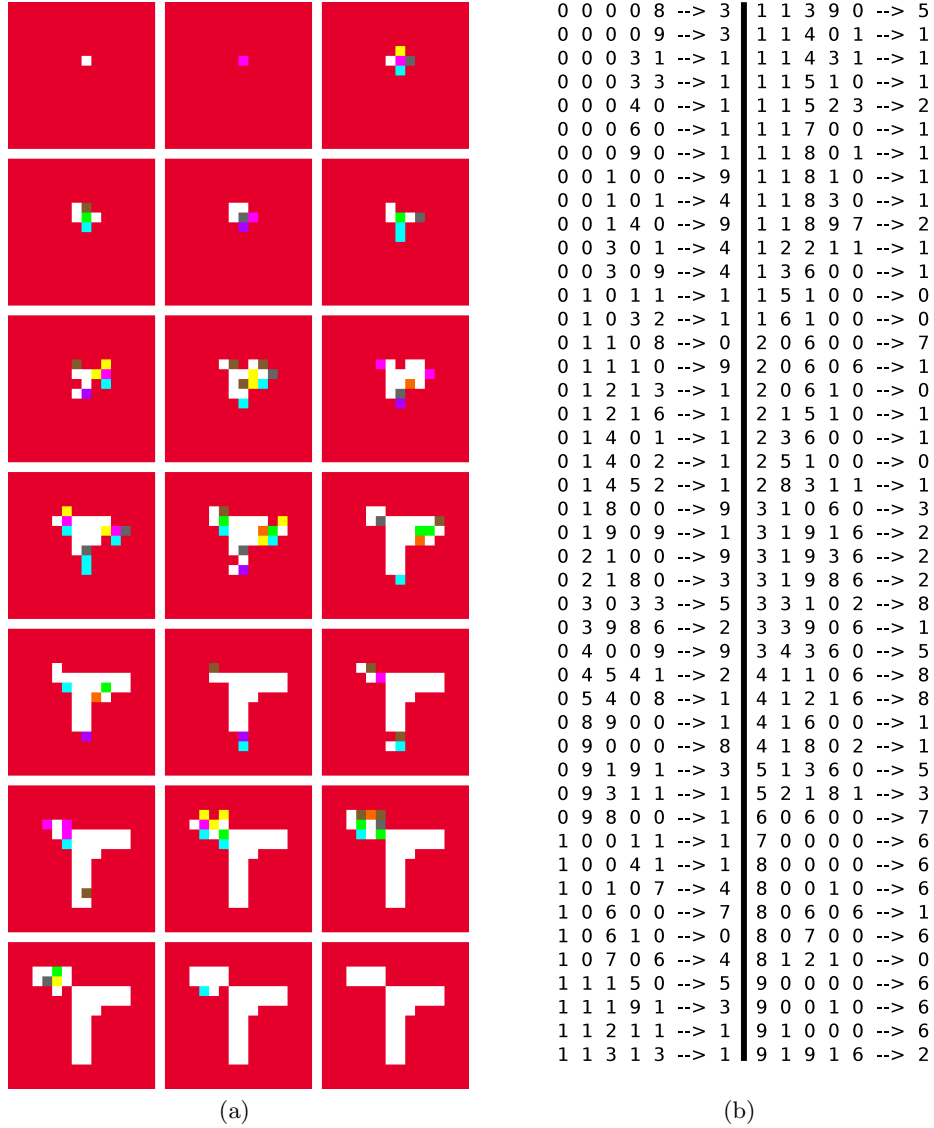 0 0 0 0 8 --> 3 1 1 3 9 0 --> 5
0 0 0 0 9 --> 3 1 1 4 0 1 --> 1
0 0 0 3 1 --> 1 1 1 4 3 1 --> 1
0 0 0 3 3 --> 1 1 1 5 1 0 --> 1
0 0 0 4 0 --> 9 1 1 5 2 3 --> 2
0 0 0 6 0 --> 1 1 1 7 0 0 --> 1
0 0 0 9 0 --> 1 1 1 8 0 1 --> 1
0 0 1 0 0 --> 9 1 1 8 1 0 --> 1
0 0 1 0 1 --> 4 1 1 8 3 0 --> 1
0 0 1 4 0 --> 9 1 1 8 9 7 --> 2
0 0 3 0 1 --> 4 1 2 2 1 1 --> 1
0 0 3 0 9 --> 4 1 3 6 0 0 --> 1
0 1 0 1 1 --> 1 1 5 1 0 0 --> 0
0 1 0 3 2 --> 1 1 6 1 0 0 --> 0
0 1 1 0 8 --> 0 2 0 6 0 0 --> 7
0 1 1 1 0 --> 9 2 0 6 0 6 --> 1
0 1 2 1 3 --> 1 2 0 6 1 0 --> 0
0 1 2 1 6 --> 1 2 1 5 1 0 --> 1
0 1 4 0 1 --> 1 2 3 6 0 0 --> 1
0 1 4 0 2 --> 1 2 5 1 0 0 --> 0
0 1 4 5 2 --> 1 2 8 3 1 1 --> 1
0 1 8 0 0 --> 9 3 1 0 6 0 --> 3
0 1 9 0 9 --> 1 3 1 9 1 6 --> 2
0 2 1 0 0 --> 9 3 1 9 3 6 --> 2
0 2 1 8 0 --> 3 3 1 9 8 6 --> 2
0 3 0 3 3 --> 5 3 3 1 0 2 --> 8
0 3 9 8 6 --> 2 3 3 9 0 6 --> 1
0 4 0 0 9 --> 9 3 4 3 6 0 --> 5
0 4 5 4 1 --> 2 4 1 1 0 6 --> 8
0 5 4 0 8 --> 1 4 1 2 1 6 --> 8
0 8 9 0 0 --> 1 4 1 6 0 0 --> 1
0 9 0 0 0 --> 8 4 1 8 0 2 --> 1
0 9 1 9 1 --> 3 5 1 3 6 0 --> 5
0 9 3 1 1 --> 1 5 2 1 8 1 --> 3
0 9 8 0 0 --> 1 6 0 6 0 0 --> 7
1 0 0 1 1 --> 1 7 0 0 0 0 --> 6
1 0 0 4 1 --> 1 8 0 0 0 0 --> 6
1 0 1 0 7 --> 4 8 0 0 1 0 --> 6
1 0 6 0 0 --> 7 8 0 6 0 6 --> 1
1 0 6 1 0 --> 0 8 0 7 0 0 --> 6
1 0 7 0 6 --> 4 8 1 2 1 0 --> 0
1 1 1 5 0 --> 5 9 0 0 0 0 --> 6
1 1 1 9 1 --> 3 9 0 0 1 0 --> 6
1 1 2 1 1 --> 1 9 1 0 0 0 --> 6
1 1 3 1 3 --> 1 9 1 9 1 6 --> 2
(a) (b)